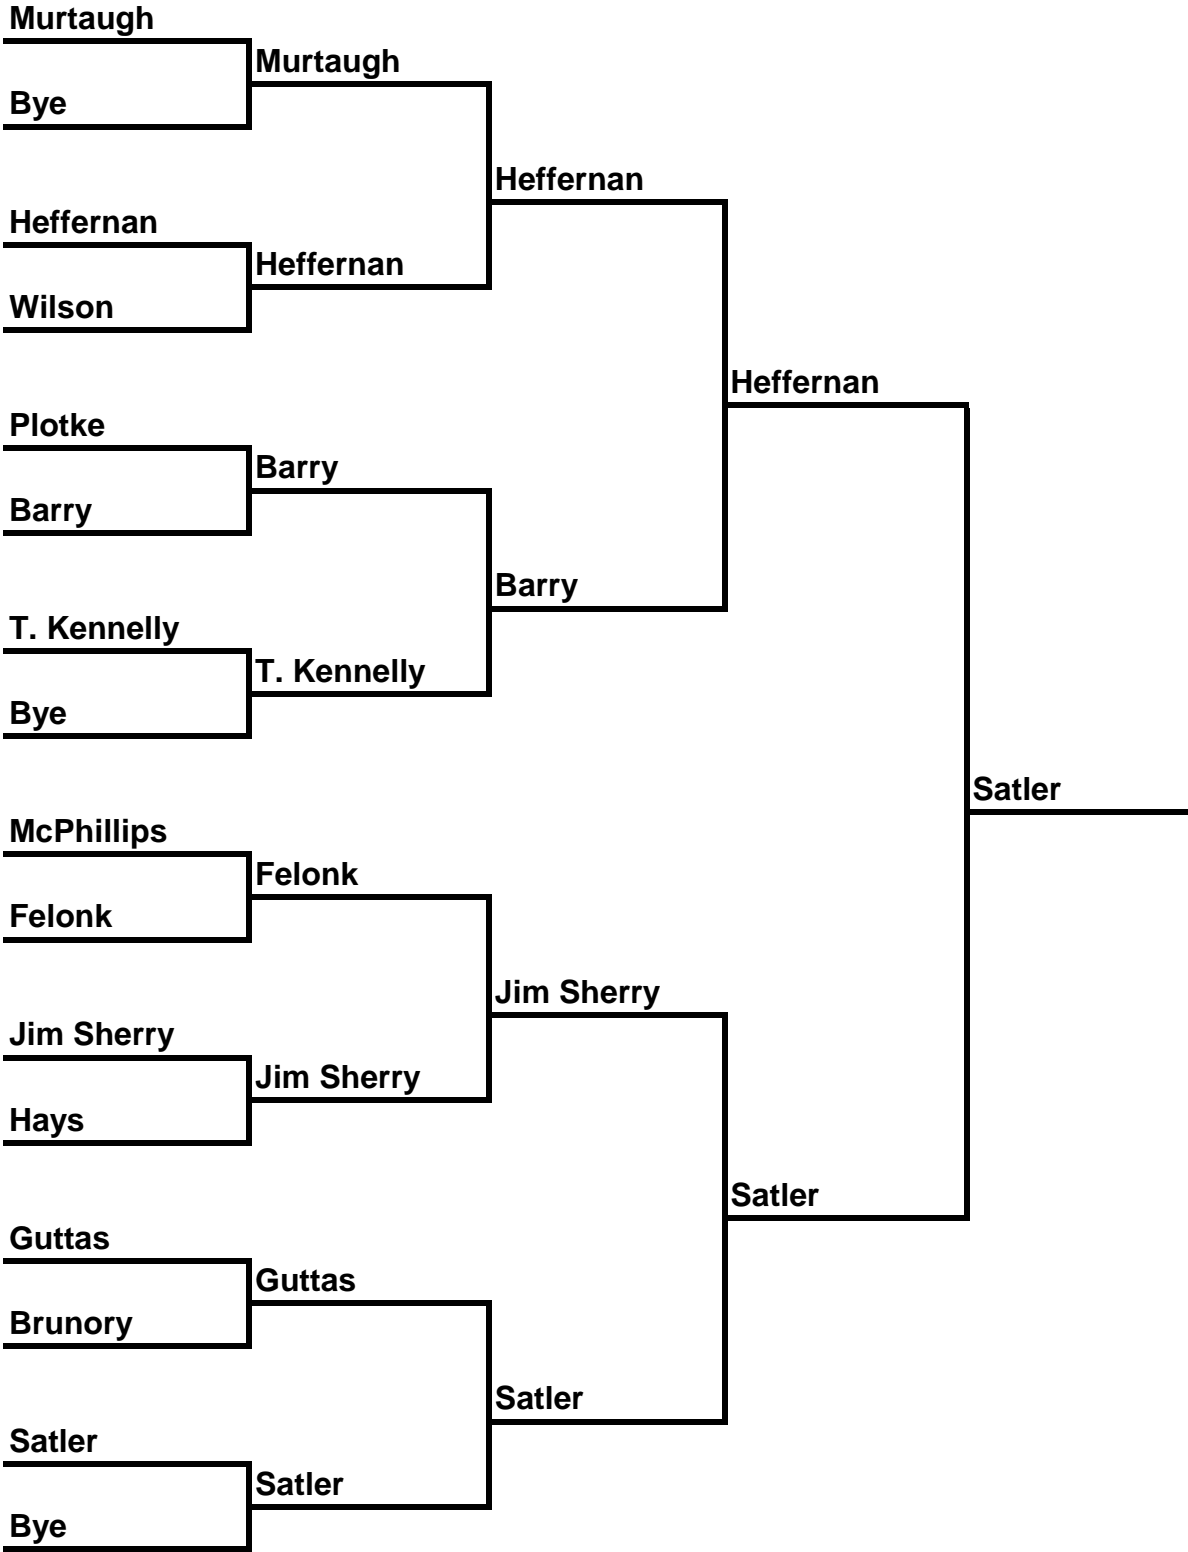 Murtaugh
Murtaugh
Bye
Heffernan
Heffernan
Heffernan
Wilson
Heffernan
Plotke
Barry
Barry
Barry
T. Kennelly
T. Kennelly
Bye
Satler
McPhillips
Felonk
Felonk
Jim Sherry
Jim Sherry
Jim Sherry
Hays
Satler
Guttas
Guttas
Brunory
Satler
Satler
Satler
Bye